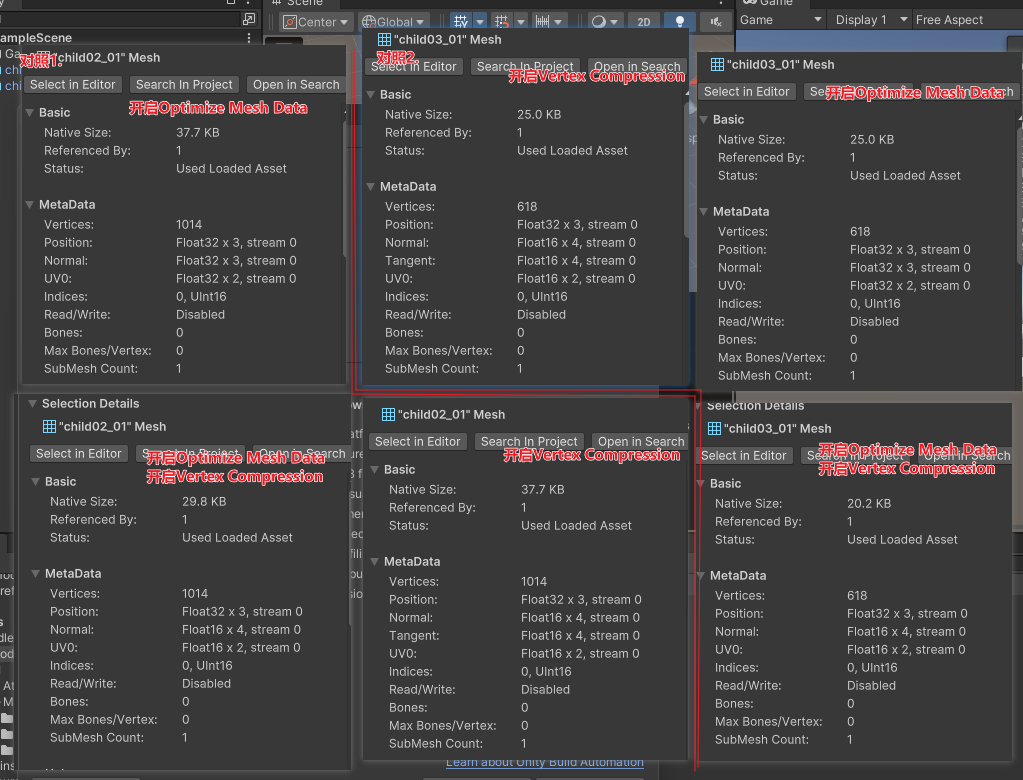 Scene
Game
Center
Global
2D
Game
Display 1
Free Aspect
ampleScene
对照1.
"child02_01" Mesh
Select in Editor
Search In Project
Open in Search
开启Optimize Mesh Data
Basic
Native Size: 37.7 KB
Referenced By: 1
Status: Used Loaded Asset
MetaData
Vertices: 1014
Position: Float32 x 3, stream 0
Normal: Float32 x 3, stream 0
UV0: Float32 x 2, stream 0
Indices: 0, UInt16
Read/Write: Disabled
Bones: 0
Max Bones/Vertex: 0
SubMesh Count: 1
"child03_01" Mesh
对照2.
Select in Editor
Search In Project
Open in Search
开启Vertex Compression
Basic
Native Size: 25.0 KB
Referenced By: 1
Status: Used Loaded Asset
MetaData
Vertices: 618
Position: Float32 x 3, stream 0
Normal: Float16 x 4, stream 0
Tangent: Float16 x 4, stream 0
UV0: Float16 x 2, stream 0
Indices: 0, UInt16
Read/Write: Disabled
Bones: 0
Max Bones/Vertex: 0
SubMesh Count: 1
"child03_01" Mesh
Select in Editor
开启Optimize Mesh Data
Basic
Native Size: 25.0 KB
Referenced By: 1
Status: Used Loaded Asset
MetaData
Vertices: 618
Position: Float32 x 3, stream 0
Normal: Float32 x 3, stream 0
UV0: Float32 x 2, stream 0
Indices: 0, UInt16
Read/Write: Disabled
Bones: 0
Max Bones/Vertex: 0
SubMesh Count: 1
Selection Details
"child02_01" Mesh
Select in Editor
Search In Project
Open in Search
开启Optimize Mesh Data
开启Vertex Compression
Basic
Native Size: 29.8 KB
Referenced By: 1
Status: Used Loaded Asset
MetaData
Vertices: 1014
Position: Float32 x 3, stream 0
Normal: Float16 x 4, stream 0
UV0: Float16 x 2, stream 0
Indices: 0, UInt16
Read/Write: Disabled
Bones: 0
Max Bones/Vertex: 0
SubMesh Count: 1
"child02_01" Mesh
Select in Editor
Search In Project
Open in Search
开启Vertex Compression
Basic
Native Size: 37.7 KB
Referenced By: 1
Status: Used Loaded Asset
MetaData
Vertices: 1014
Position: Float32 x 3, stream 0
Normal: Float16 x 4, stream 0
Tangent: Float16 x 4, stream 0
UV0: Float16 x 2, stream 0
Indices: 0, UInt16
Read/Write: Disabled
Bones: 0
Max Bones/Vertex: 0
SubMesh Count: 1
Learn about Unity Build Automation
Selection Details
"child03_01" Mesh
Select in Editor
Search In Project
Open in Search
开启Optimize Mesh Data
开启Vertex Compression
Basic
Native Size: 20.2 KB
Referenced By: 1
Status: Used Loaded Asset
MetaData
Vertices: 618
Position: Float32 x 3, stream 0
Normal: Float16 x 4, stream 0
UV0: Float16 x 2, stream 0
Indices: 0, UInt16
Read/Write: Disabled
Bones: 0
Max Bones/Vertex: 0
SubMesh Count: 1